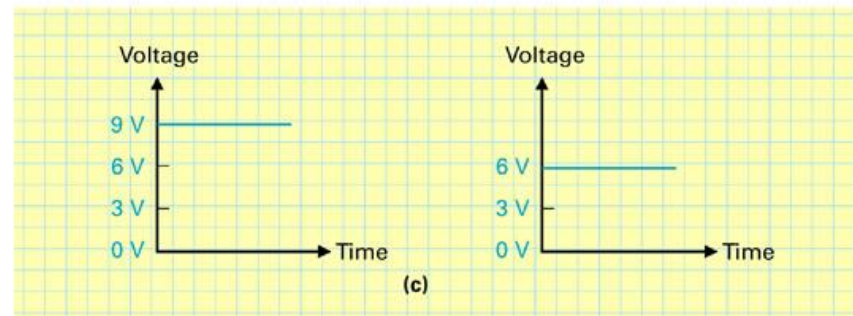 Voltage Voltage
9 V
6 V 6 V
3 V 3 V
0 V Time 0 V Time
(c)